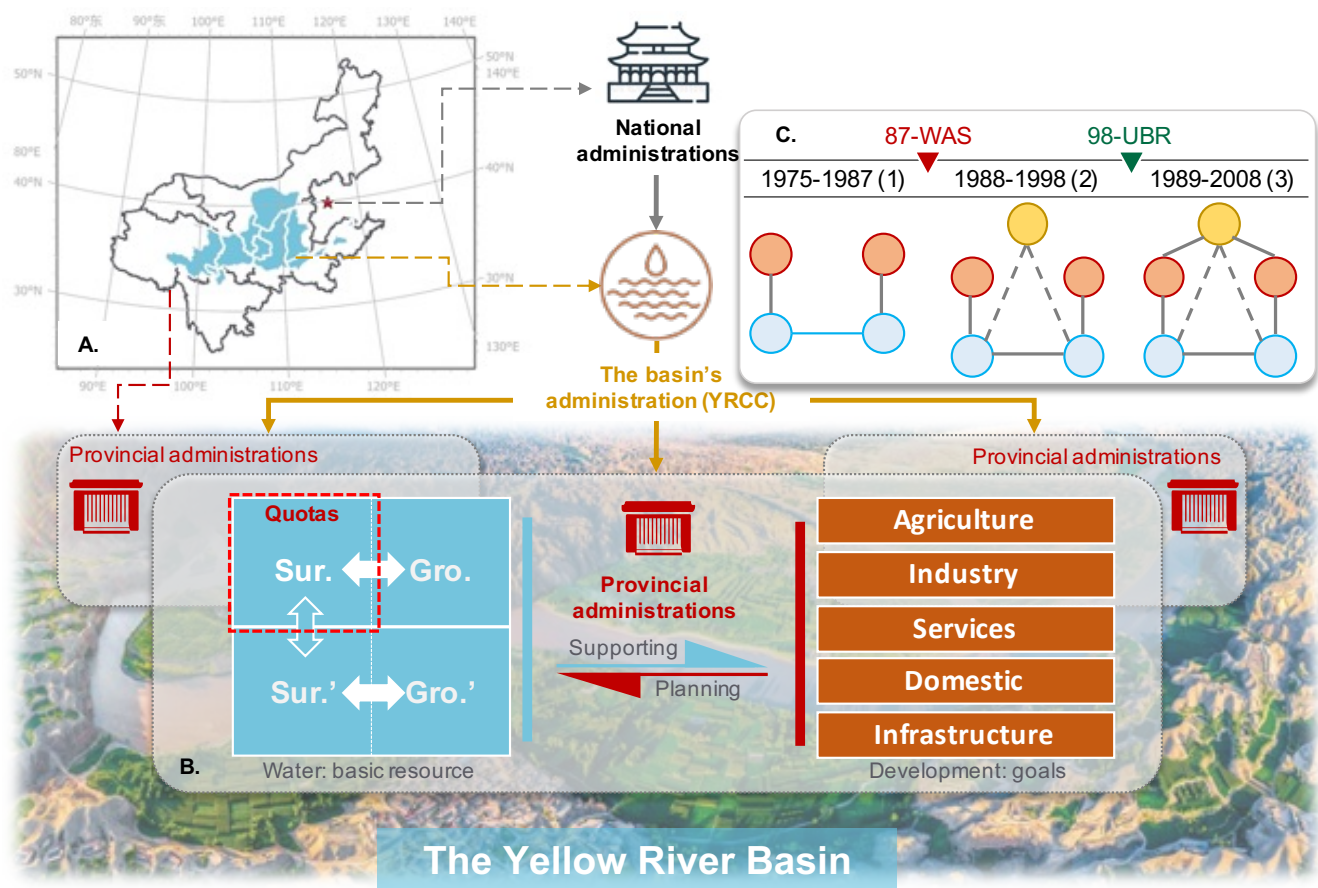 80°东 90°东 100°E 110°E 120°E 130°E 140°E
50°N
50°N
140°E
80°E
40°N
40°N
30°N
30°N
130°E
A.
90°E 100°E 110°E 120°E
National
administrations
The basin's
administration (YRCC)
C.
87-WAS 98-UBR
1975-1987 (1) 1988-1998 (2) 1989-2008 (3)
Provincial administrations
Provincial administrations
Quotas
Sur. Gro.
Sur.’ Gro.’
Provincial
administrations
Supporting
Planning
Agriculture
Industry
Services
Domestic
Infrastructure
B.
Water: basic resource
Development: goals
The Yellow River Basin